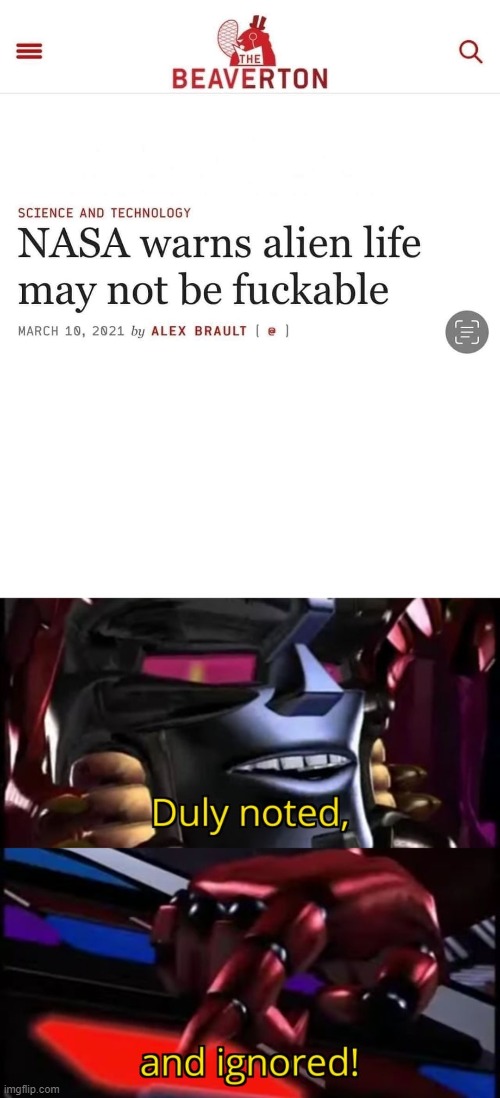 THE
BEAVERTON
SCIENCE AND TECHNOLOGY
NASA warns alien life
may not be fuckable
MARCH 10, 2021 by ALEX BRAULT [ @ ]
Duly noted,
and ignored!
imgflip.com